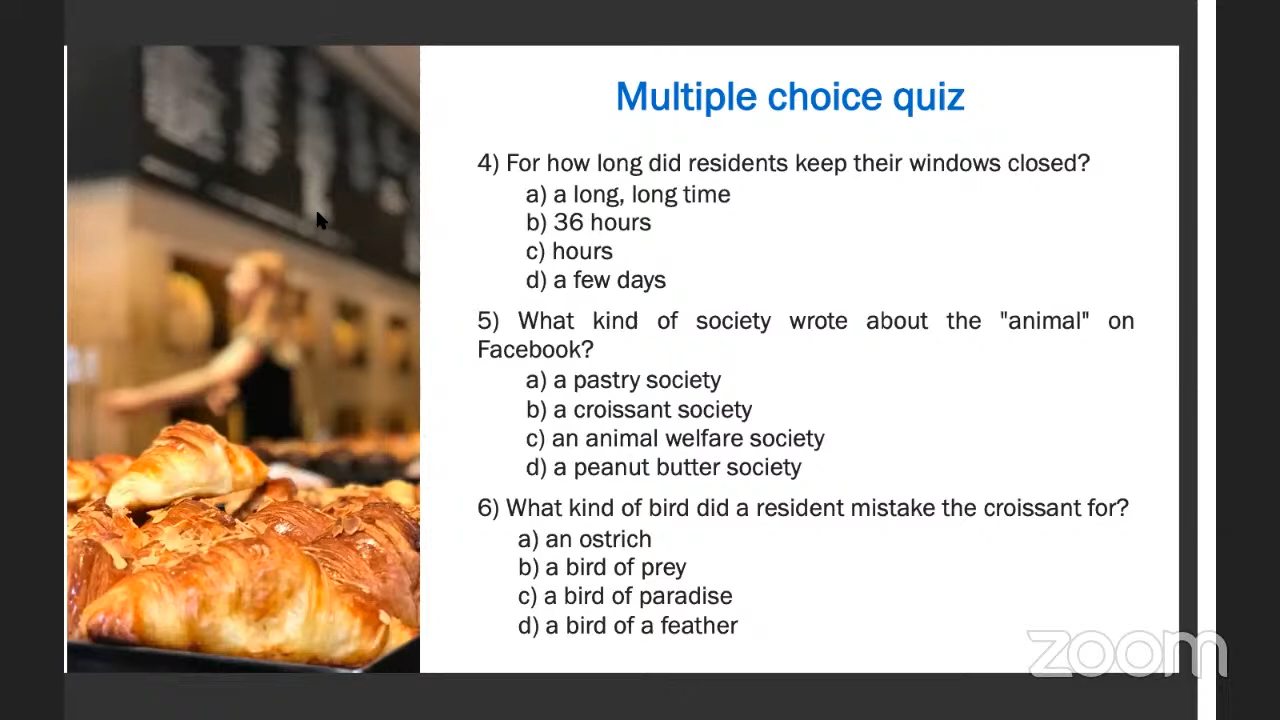 Multiple choice quiz
4) For how long did residents keep their windows closed?
a) a long, long time
b) 36 hours
c) hours
d) a few days
5) What kind of society wrote about the "animal" on
Facebook?
a) a pastry society
b) a croissant society
c) an animal welfare society
d) a peanut butter society
6) What kind of bird did a resident mistake the croissant for?
a) an ostrich
b) a bird of prey
c) a bird of paradise
d) a bird of a feather
zoom